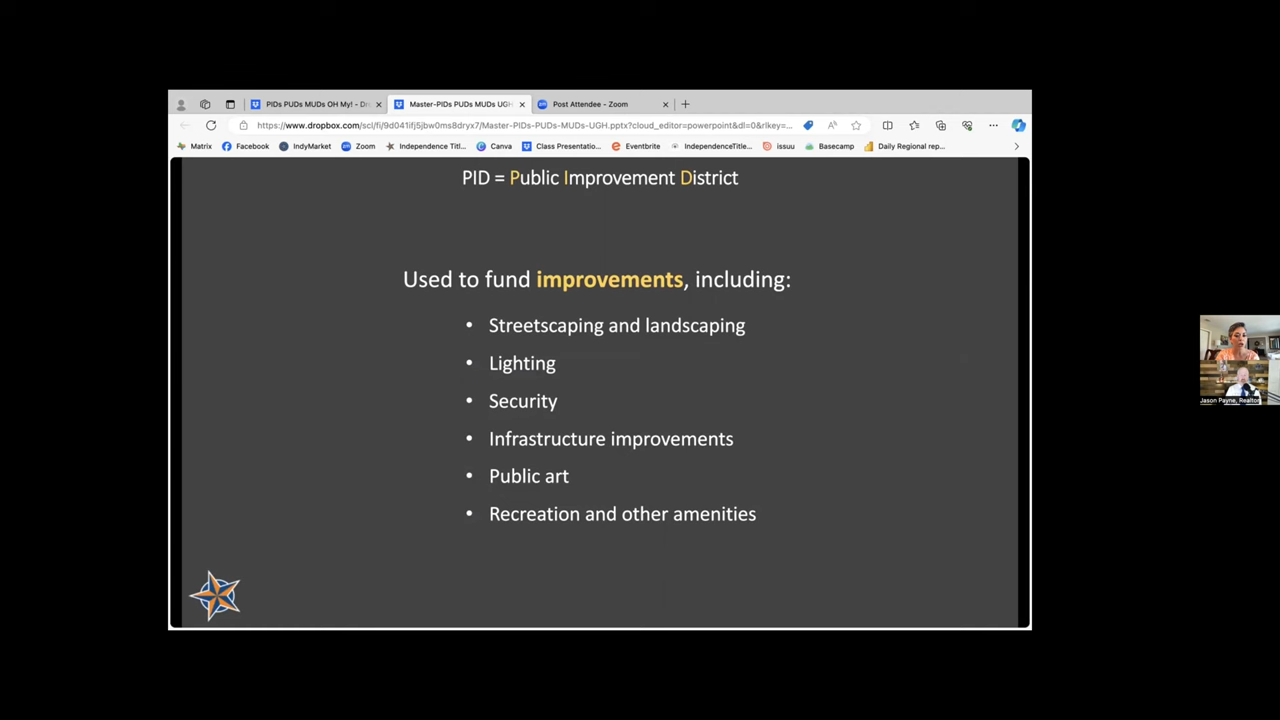 PIDs PUDs MUDs OH My! - Dr
Master-PIDs PUDs MUDs UGH
Post Attendee - Zoom
https://www.dropbox.com/scl/fi/9d041ifj5jbw0ms8dryx7/Master-PIDs-PUDs-MUDs-UGH.pptx?cloud_editor=powerpoint&dl=0&rlkey=...
Matrix Facebook IndyMarket Zoom Independence Titl... Canva Class Presentatio... Eventbrite IndependenceTitle... issuu Basecamp Daily Regional rep...
PID = Public Improvement District
Used to fund improvements, including:
• Streetscaping and landscaping
• Lighting
• Security
• Infrastructure improvements
• Public art
• Recreation and other amenities
Jason Payne, Realtor